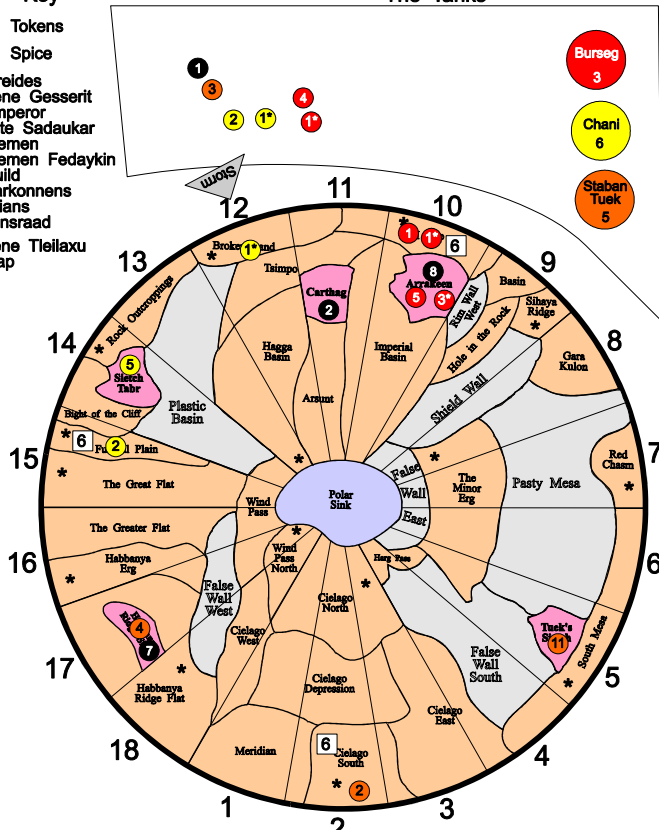 Tokens
Spice
reides
ene Gesserit
mperor
te Sadaukar
emen
emen Fedaykin
uild
arkonnens
ians
nsraad
ene Tleilaxu
ap
1
3
2
1*
4
1*
Burseg
3
Chani
6
Staban
Tuek
5
Storm
11
12
10
13
9
14
8
15
7
16
6
17
5
18
4
1
3
2
1*
Tsimpo
Carthag
2
1
1*
6
8
Arrakeen
5
3*
Rim Wall
West
Basin
Sihaya
Ridge
Hole in the Rock
Gara
Kulon
Shield Wall
Imperial
Basin
Hagga
Basin
Arsunt
Rock Outcroppings
5
Sietch
Tabr
Bight of the Cliff
6
2
Plain
Plastic
Basin
The Great Flat
The Greater Flat
Habbanya
Erg
Wind
Pass
Polar
Sink
False
Wall
East
The
Minor
Erg
Pasty Mesa
Red
Chasm
Wind
Pass
North
Harg Pass
False
Wall
West
Cielago
North
Cielago
West
4
7
Habbanya
Ridge Flat
Cielago
Depression
False
Wall
South
Tuek's
11
South Mesa
Cielago
East
Meridian
6
Cielago
South
2